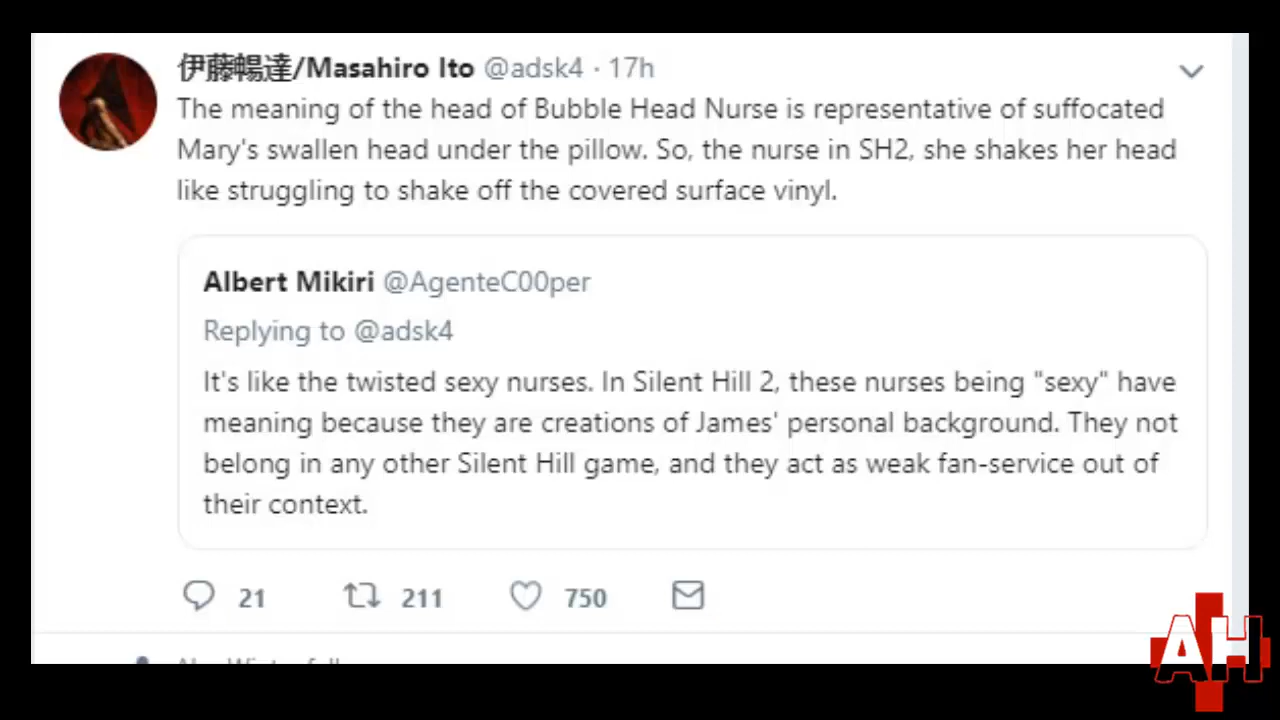 伊藤暢達/Masahiro Ito @adsk4 · 17h
The meaning of the head of Bubble Head Nurse is representative of suffocated
Mary's swallen head under the pillow. So, the nurse in SH2, she shakes her head
like struggling to shake off the covered surface vinyl.
Albert Mikiri @AgenteC00per
Replying to @adsk4
It's like the twisted sexy nurses. In Silent Hill 2, these nurses being "sexy" have
meaning because they are creations of James' personal background. They not
belong in any other Silent Hill game, and they act as weak fan-service out of
their context.
21 211 750
AH